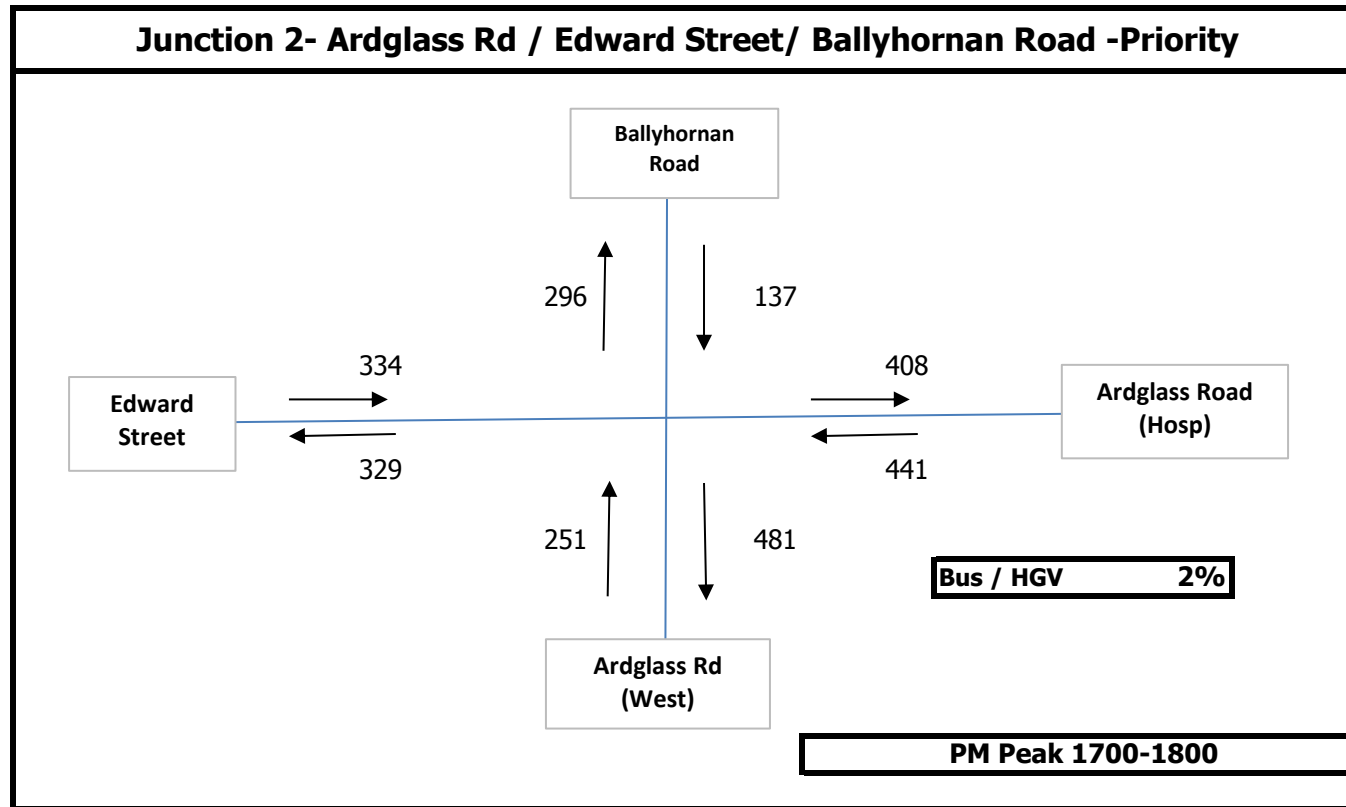 Junction 2- Ardglass Rd / Edward Street/ Ballyhornan Road -Priority
Ballyhornan
Road
296
137
334
408
Edward
Street
Ardglass Road
(Hosp)
329
441
251
481
Bus / HGV 2%
Ardglass Rd
(West)
PM Peak 1700-1800